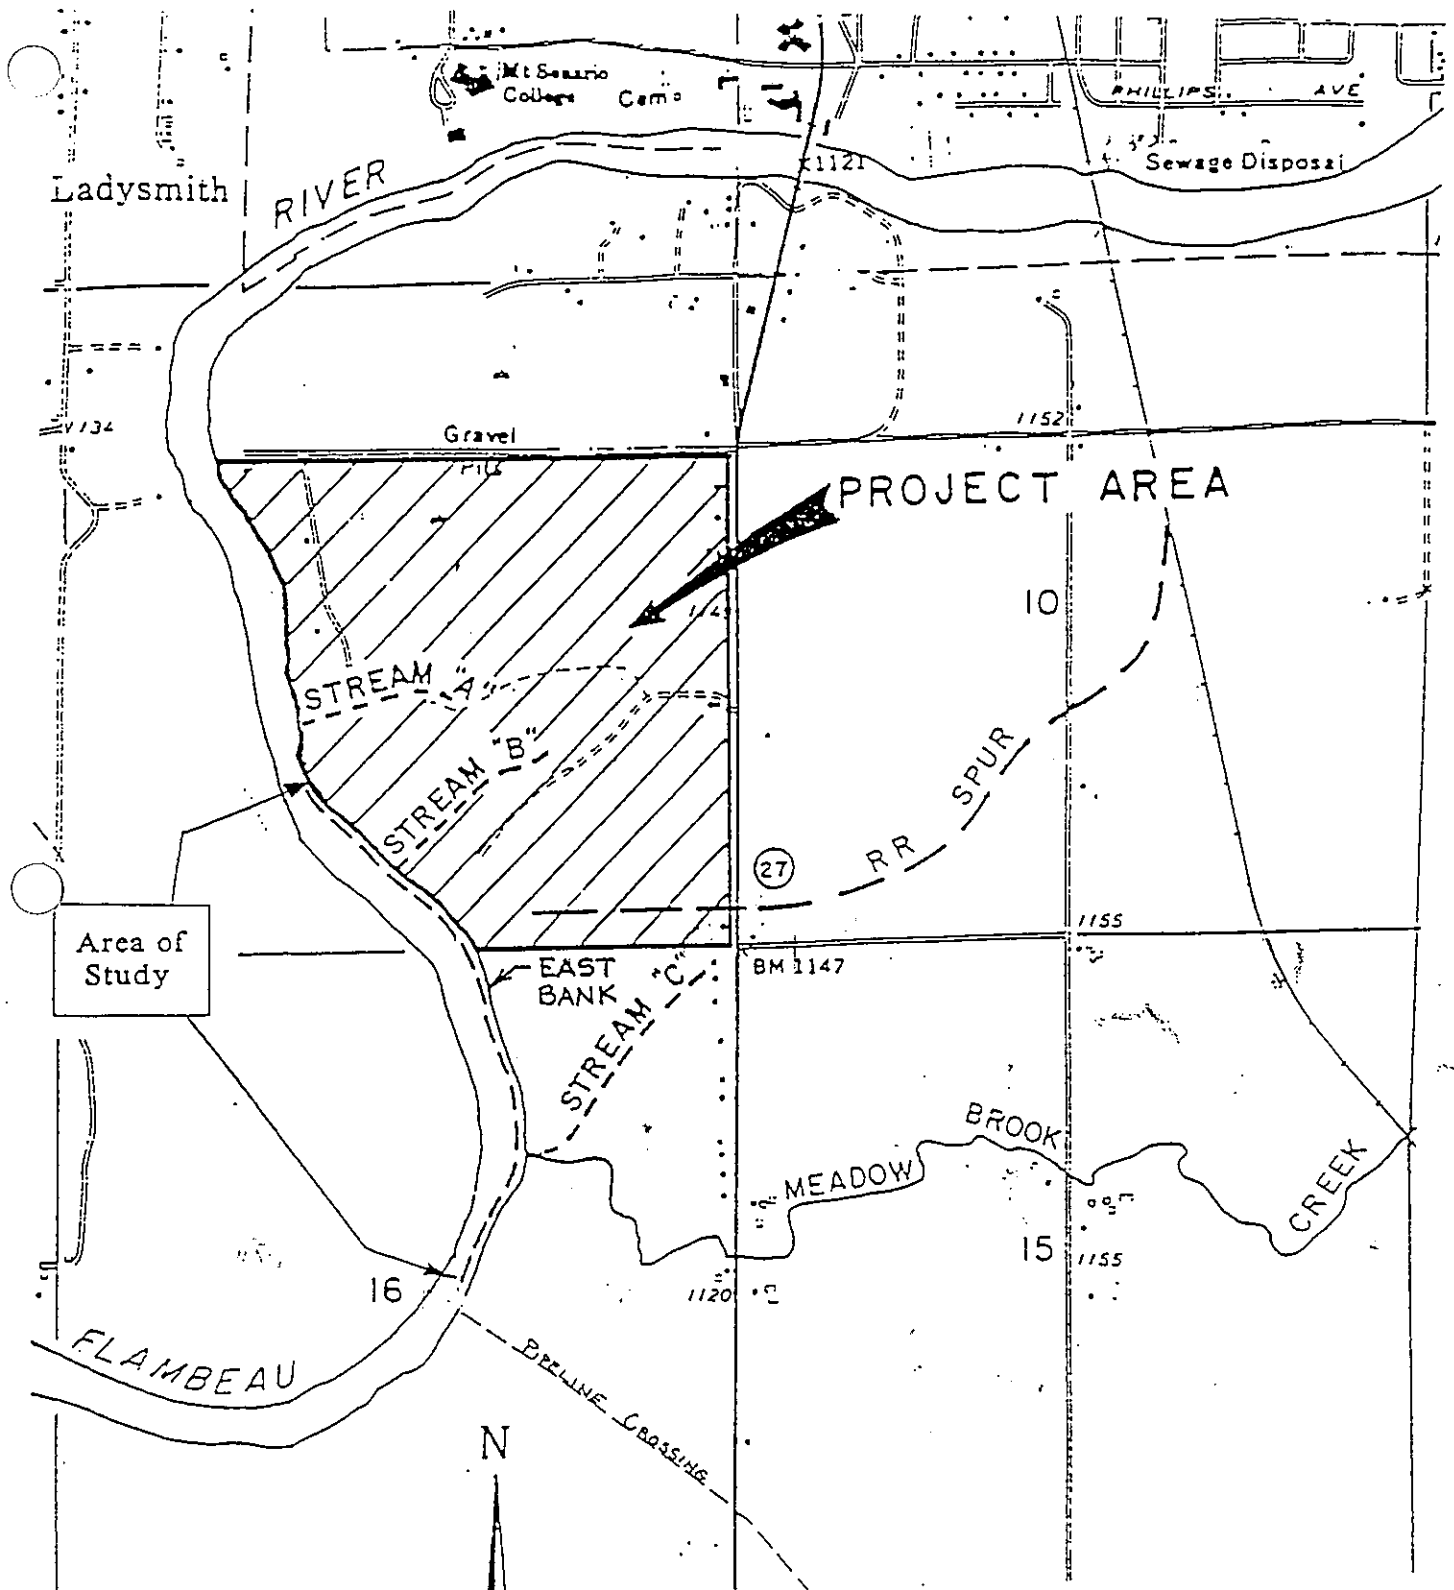 Mt Senario
College
Camp
PHILLIPS AVE
1121
Sewage Disposal
Ladysmith
RIVER
1134
1152
Gravel
Pits
PROJECT AREA
10
STREAM "A"
STREAM "B"
RR SPUR
27
1155
Area of
Study
EAST
BANK
BM 1147
STREAM "C"
BROOK
MEADOW
CREEK
15
1155
16
1120
FLAMBEAU
PIPELINE CROSSING
N